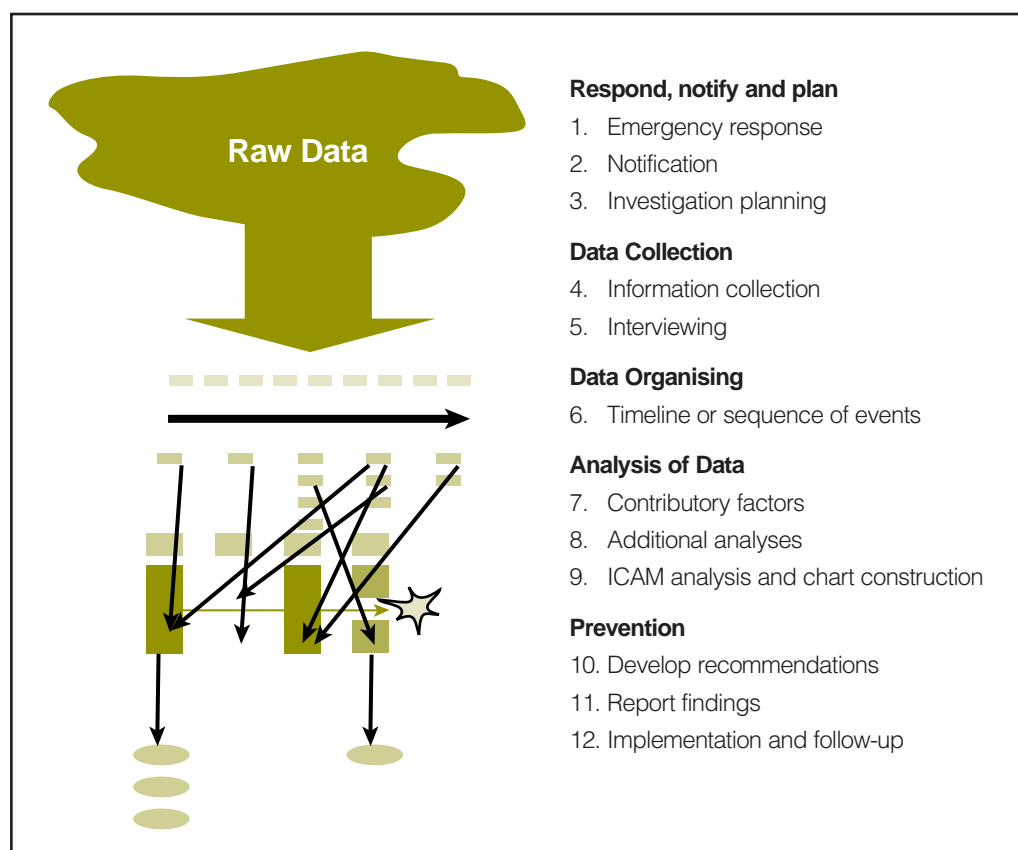 Raw Data
Respond, notify and plan
1. Emergency response
2. Notification
3. Investigation planning
Data Collection
4. Information collection
5. Interviewing
Data Organising
6. Timeline or sequence of events
Analysis of Data
7. Contributory factors
8. Additional analyses
9. ICAM analysis and chart construction
Prevention
10. Develop recommendations
11. Report findings
12. Implementation and follow-up